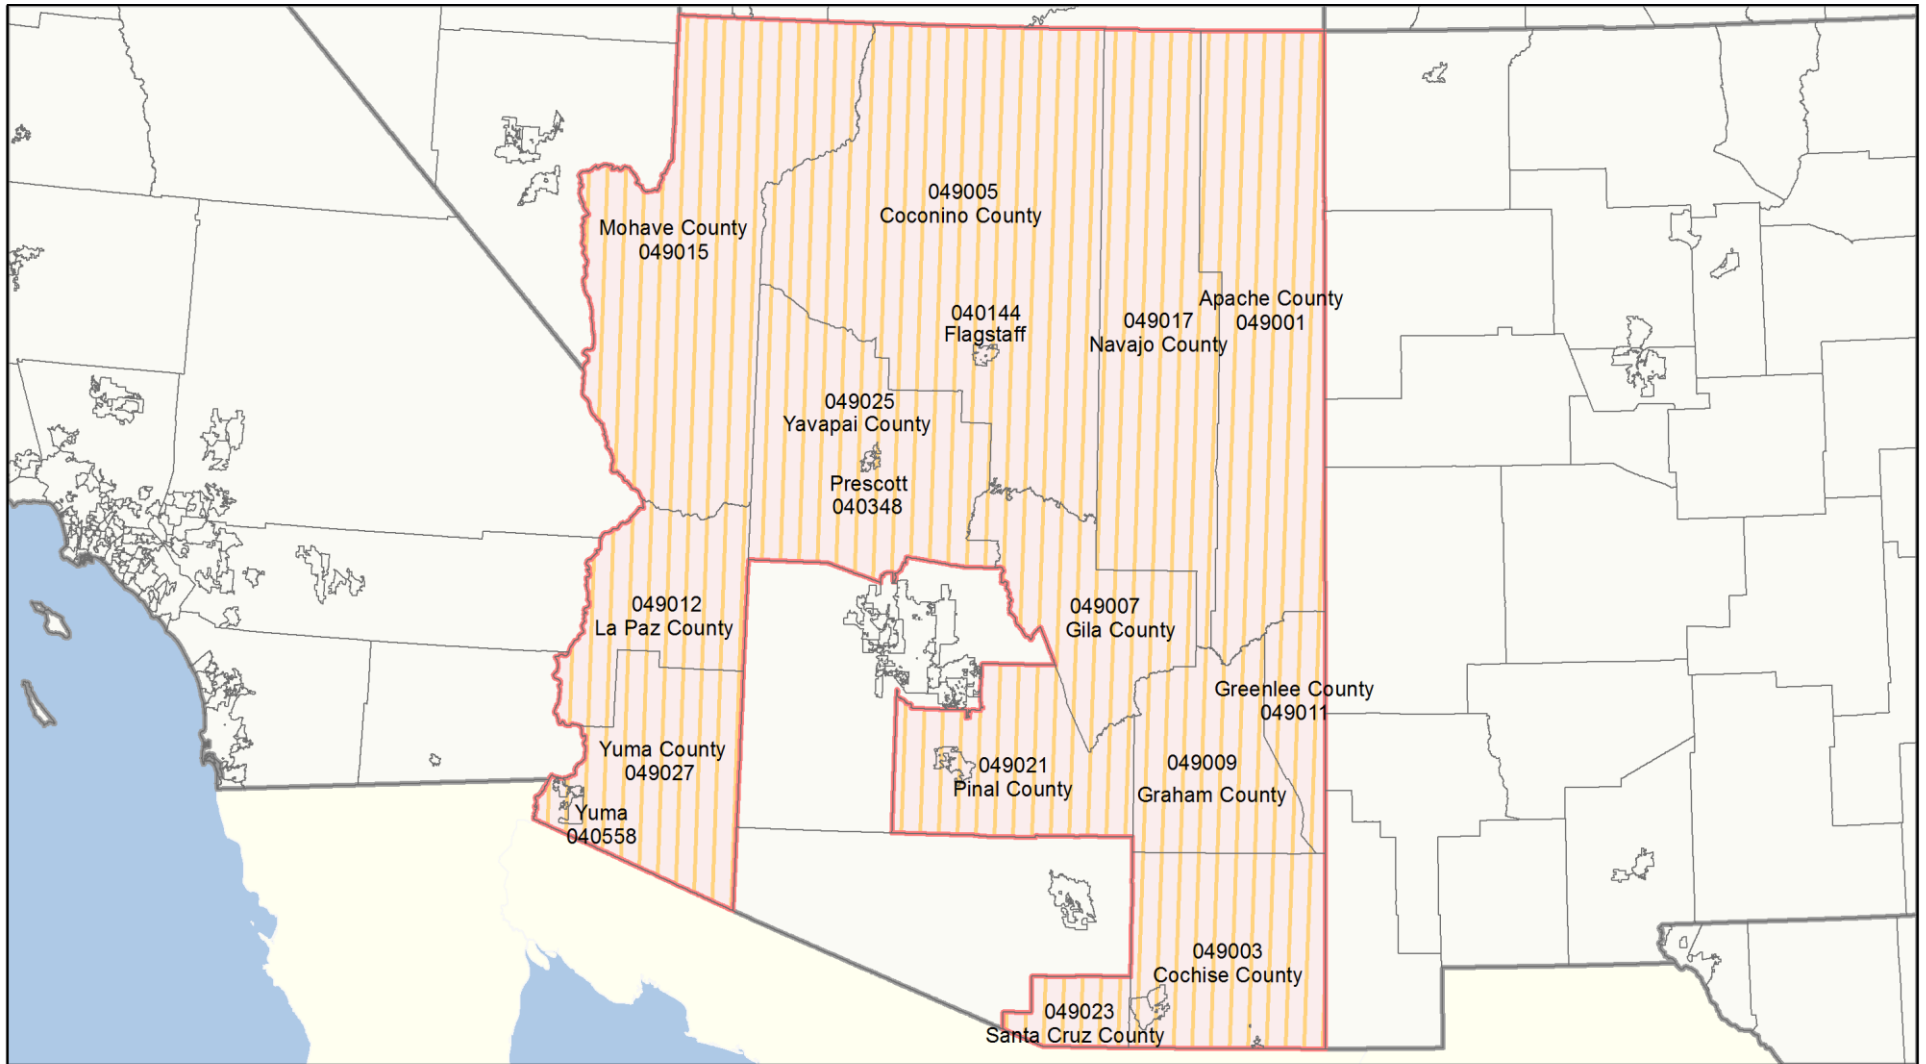 049005
Coconino County
Mohave County
049015
Apache County
049001
040144
Flagstaff
049017
Navajo County
049025
Yavapai County
Prescott
040348
049012
La Paz County
049007
Gila County
Greenlee County
049011
Yuma County
049027
049021
Pinal County
049009
Graham County
Yuma
040558
049003
Cochise County
049023
Santa Cruz County